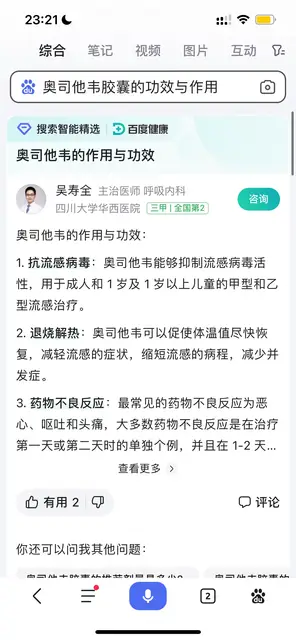 23:21
综合 笔记 视频 图片 互动
奥司他韦胶囊的功效与作用
搜索智能精选 百度健康
奥司他韦的作用与功效
吴寿全 主治医师 呼吸内科
四川大学华西医院 三甲 | 全国第2
咨询
奥司他韦的作用与功效：
1. 抗流感病毒：奥司他韦能够抑制流感病毒活
性，用于成人和 1 岁及 1 岁以上儿童的甲型和乙
型流感治疗。
2. 退烧解热：奥司他韦可以促使体温值尽快恢
复，减轻流感的症状，缩短流感的病程，减少并
发症。
3. 药物不良反应：最常见的药物不良反应为恶
心、呕吐和头痛，大多数药物不良反应是在治疗
第一天或第二天时的单独个例，并且在 1-2 天...
查看更多
有用 2 评论
你还可以问我其他问题：
2